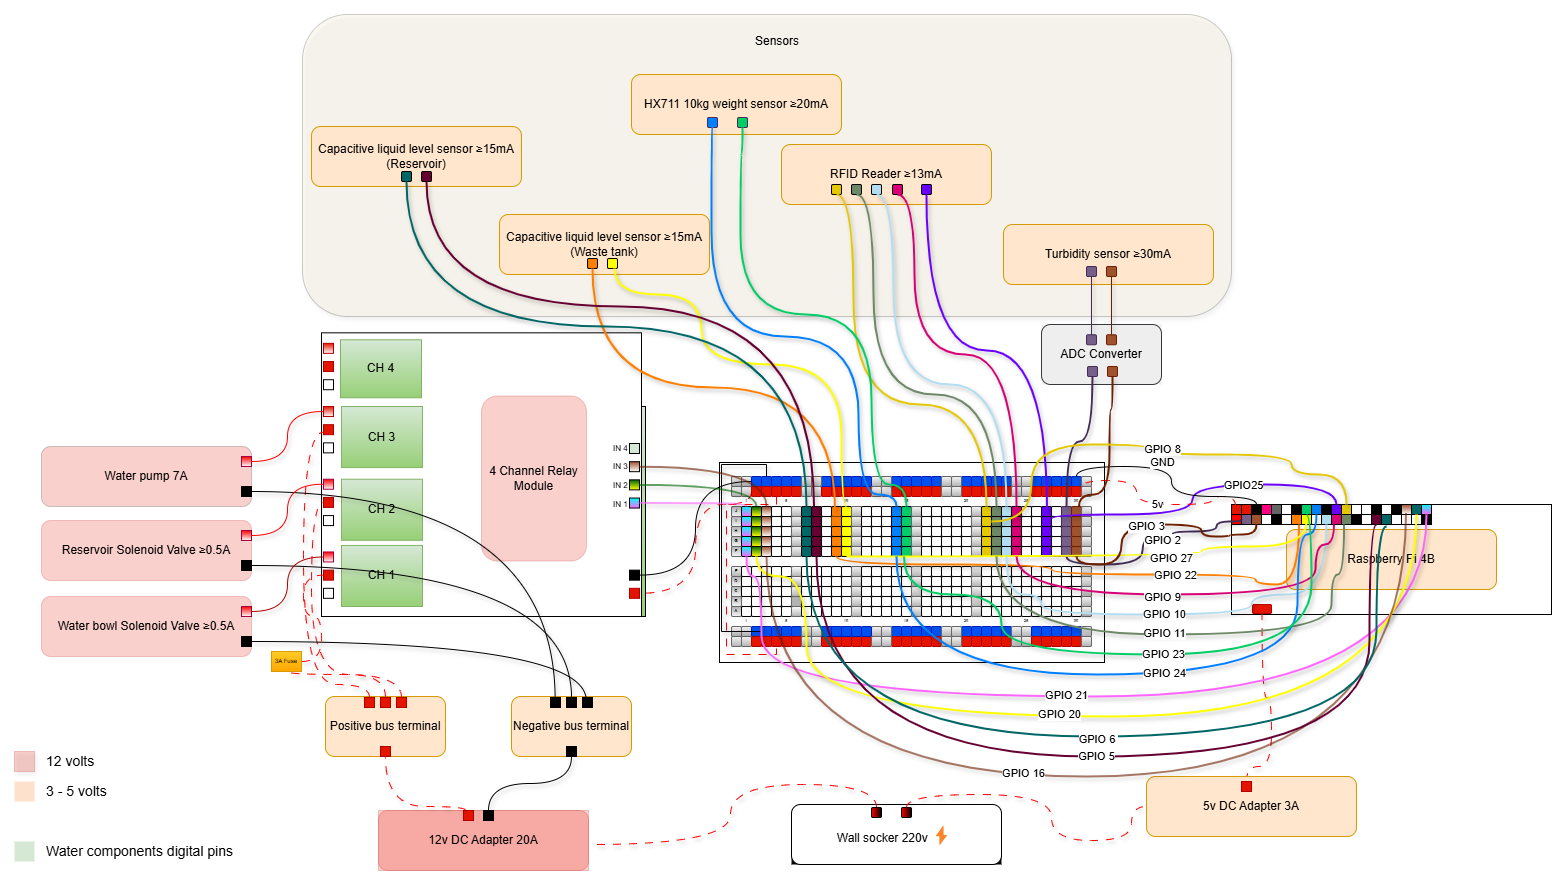 Sensors
HX711 10kg weight sensor ≥20mA
Capacitive liquid level sensor ≥15mA
(Reservoir)
RFID Reader ≥13mA
Capacitive liquid level sensor ≥15mA
(Waste tank)
Turbidity sensor ≥30mA
ADC Converter
CH 4
CH 3
CH 2
CH 1
4 Channel Relay
Module
IN 4
IN 3
IN 2
IN 1
Water pump 7A
Reservoir Solenoid Valve ≥0.5A
Water bowl Solenoid Valve ≥0.5A
3A Fuse
Positive bus terminal
Negative bus terminal
GPIO 8
GND
GPIO25
5v
GPIO 3
GPIO 2
GPIO 27
GPIO 22
GPIO 9
GPIO 10
GPIO 11
GPIO 23
GPIO 24
GPIO 21
GPIO 20
GPIO 6
GPIO 5
GPIO 16
Raspberry Pi 4B
12 volts
3 - 5 volts
Water components digital pins
12v DC Adapter 20A
Wall socker 220v
5v DC Adapter 3A